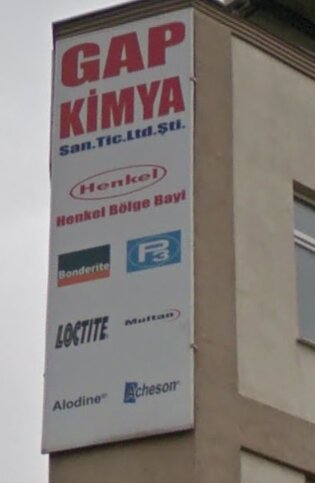 GAP
KİMYA
San.Tic.Ltd.Şti.
Henkel
Henkel Bölge Bayi
Bonderite P3
LOCTITE Multan
Alodine® Acheson®